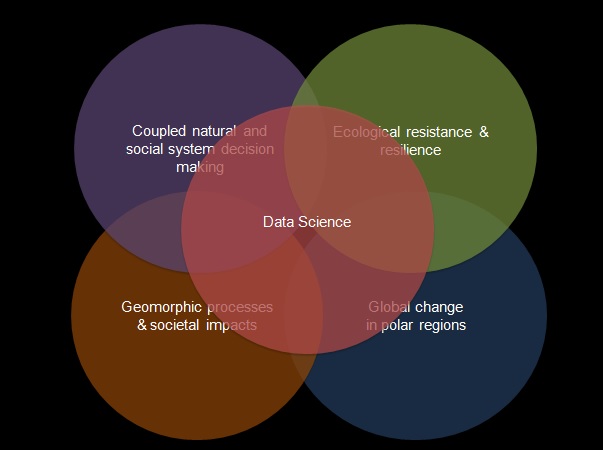 Coupled natural and
social system decision
making
Ecological resistance &
resilience
Data Science
Geomorphic processes
& societal impacts
Global change
in polar regions